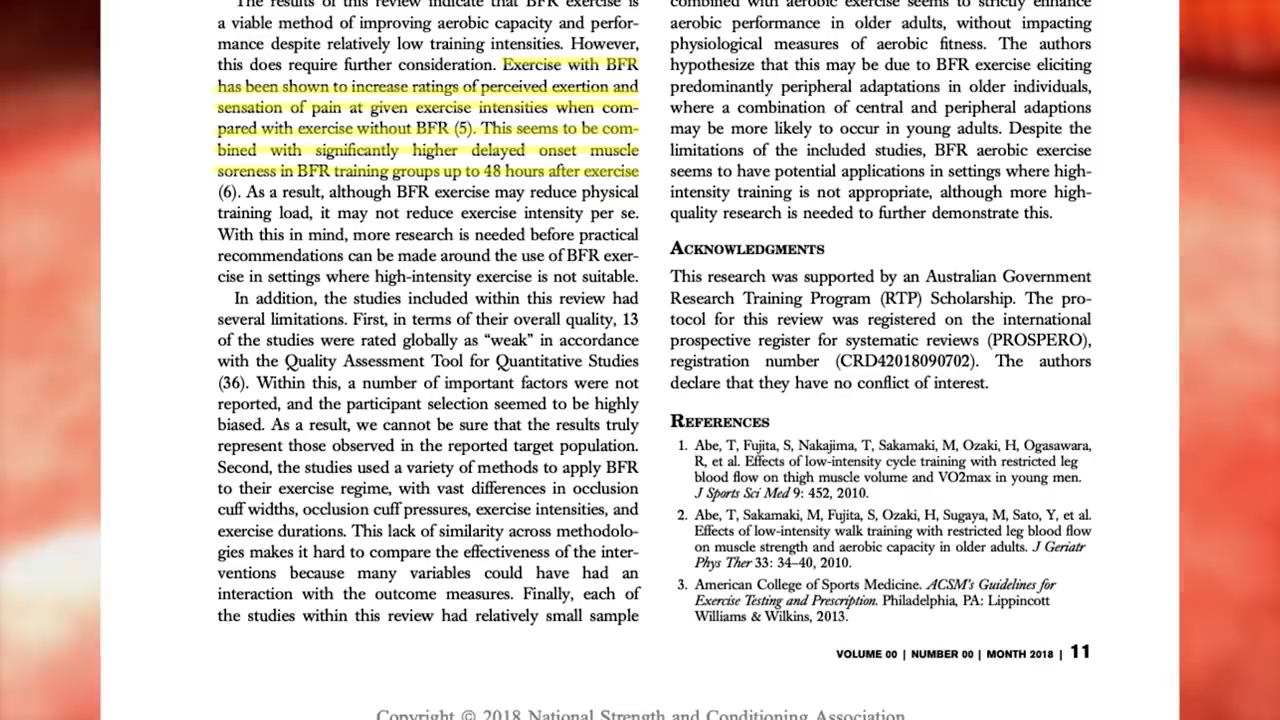 The results of this review indicate that BFR exercise is
a viable method of improving aerobic capacity and perfor-
mance despite relatively low training intensities. However,
this does require further consideration. Exercise with BFR
has been shown to increase ratings of perceived exertion and
sensation of pain at given exercise intensities when com-
pared with exercise without BFR (5). This seems to be com-
bined with significantly higher delayed onset muscle
soreness in BFR training groups up to 48 hours after exercise
(6). As a result, although BFR exercise may reduce physical
training load, it may not reduce exercise intensity per se.
With this in mind, more research is needed before practical
recommendations can be made around the use of BFR exer-
cise in settings where high-intensity exercise is not suitable.
In addition, the studies included within this review had
several limitations. First, in terms of their overall quality, 13
of the studies were rated globally as “weak” in accordance
with the Quality Assessment Tool for Quantitative Studies
(36). Within this, a number of important factors were not
reported, and the participant selection seemed to be highly
biased. As a result, we cannot be sure that the results truly
represent those observed in the reported target population.
Second, the studies used a variety of methods to apply BFR
to their exercise regime, with vast differences in occlusion
cuff widths, occlusion cuff pressures, exercise intensities, and
exercise durations. This lack of similarity across methodolo-
gies makes it hard to compare the effectiveness of the inter-
ventions because many variables could have had an
interaction with the outcome measures. Finally, each of
the studies within this review had relatively small sample
combined with aerobic exercise seems to strictly enhance
aerobic performance in older adults, without impacting
physiological measures of aerobic fitness. The authors
hypothesize that this may be due to BFR exercise eliciting
predominantly peripheral adaptations in older individuals,
where a combination of central and peripheral adaptions
may be more likely to occur in young adults. Despite the
limitations of the included studies, BFR aerobic exercise
seems to have potential applications in settings where high-
intensity training is not appropriate, although more high-
quality research is needed to further demonstrate this.
ACKNOWLEDGMENTS
This research was supported by an Australian Government
Research Training Program (RTP) Scholarship. The pro-
tocol for this review was registered on the international
prospective register for systematic reviews (PROSPERO),
registration number (CRD42018090702). The authors
declare that they have no conflict of interest.
REFERENCES
1. Abe, T, Fujita, S, Nakajima, T, Sakamaki, M, Ozaki, H, Ogasawara,
R, et al. Effects of low-intensity cycle training with restricted leg
blood flow on thigh muscle volume and VO2max in young men.
J Sports Sci Med 9: 452, 2010.
2. Abe, T, Sakamaki, M, Fujita, S, Ozaki, H, Sugaya, M, Sato, Y, et al.
Effects of low-intensity walk training with restricted leg blood flow
on muscle strength and aerobic capacity in older adults. J Geriatr
Phys Ther 33: 34–40, 2010.
3. American College of Sports Medicine. ACSM’s Guidelines for
Exercise Testing and Prescription. Philadelphia, PA: Lippincott
Williams & Wilkins, 2013.
VOLUME 00 | NUMBER 00 | MONTH 2018 | 11
Copyright © 2018 National Strength and Conditioning Association